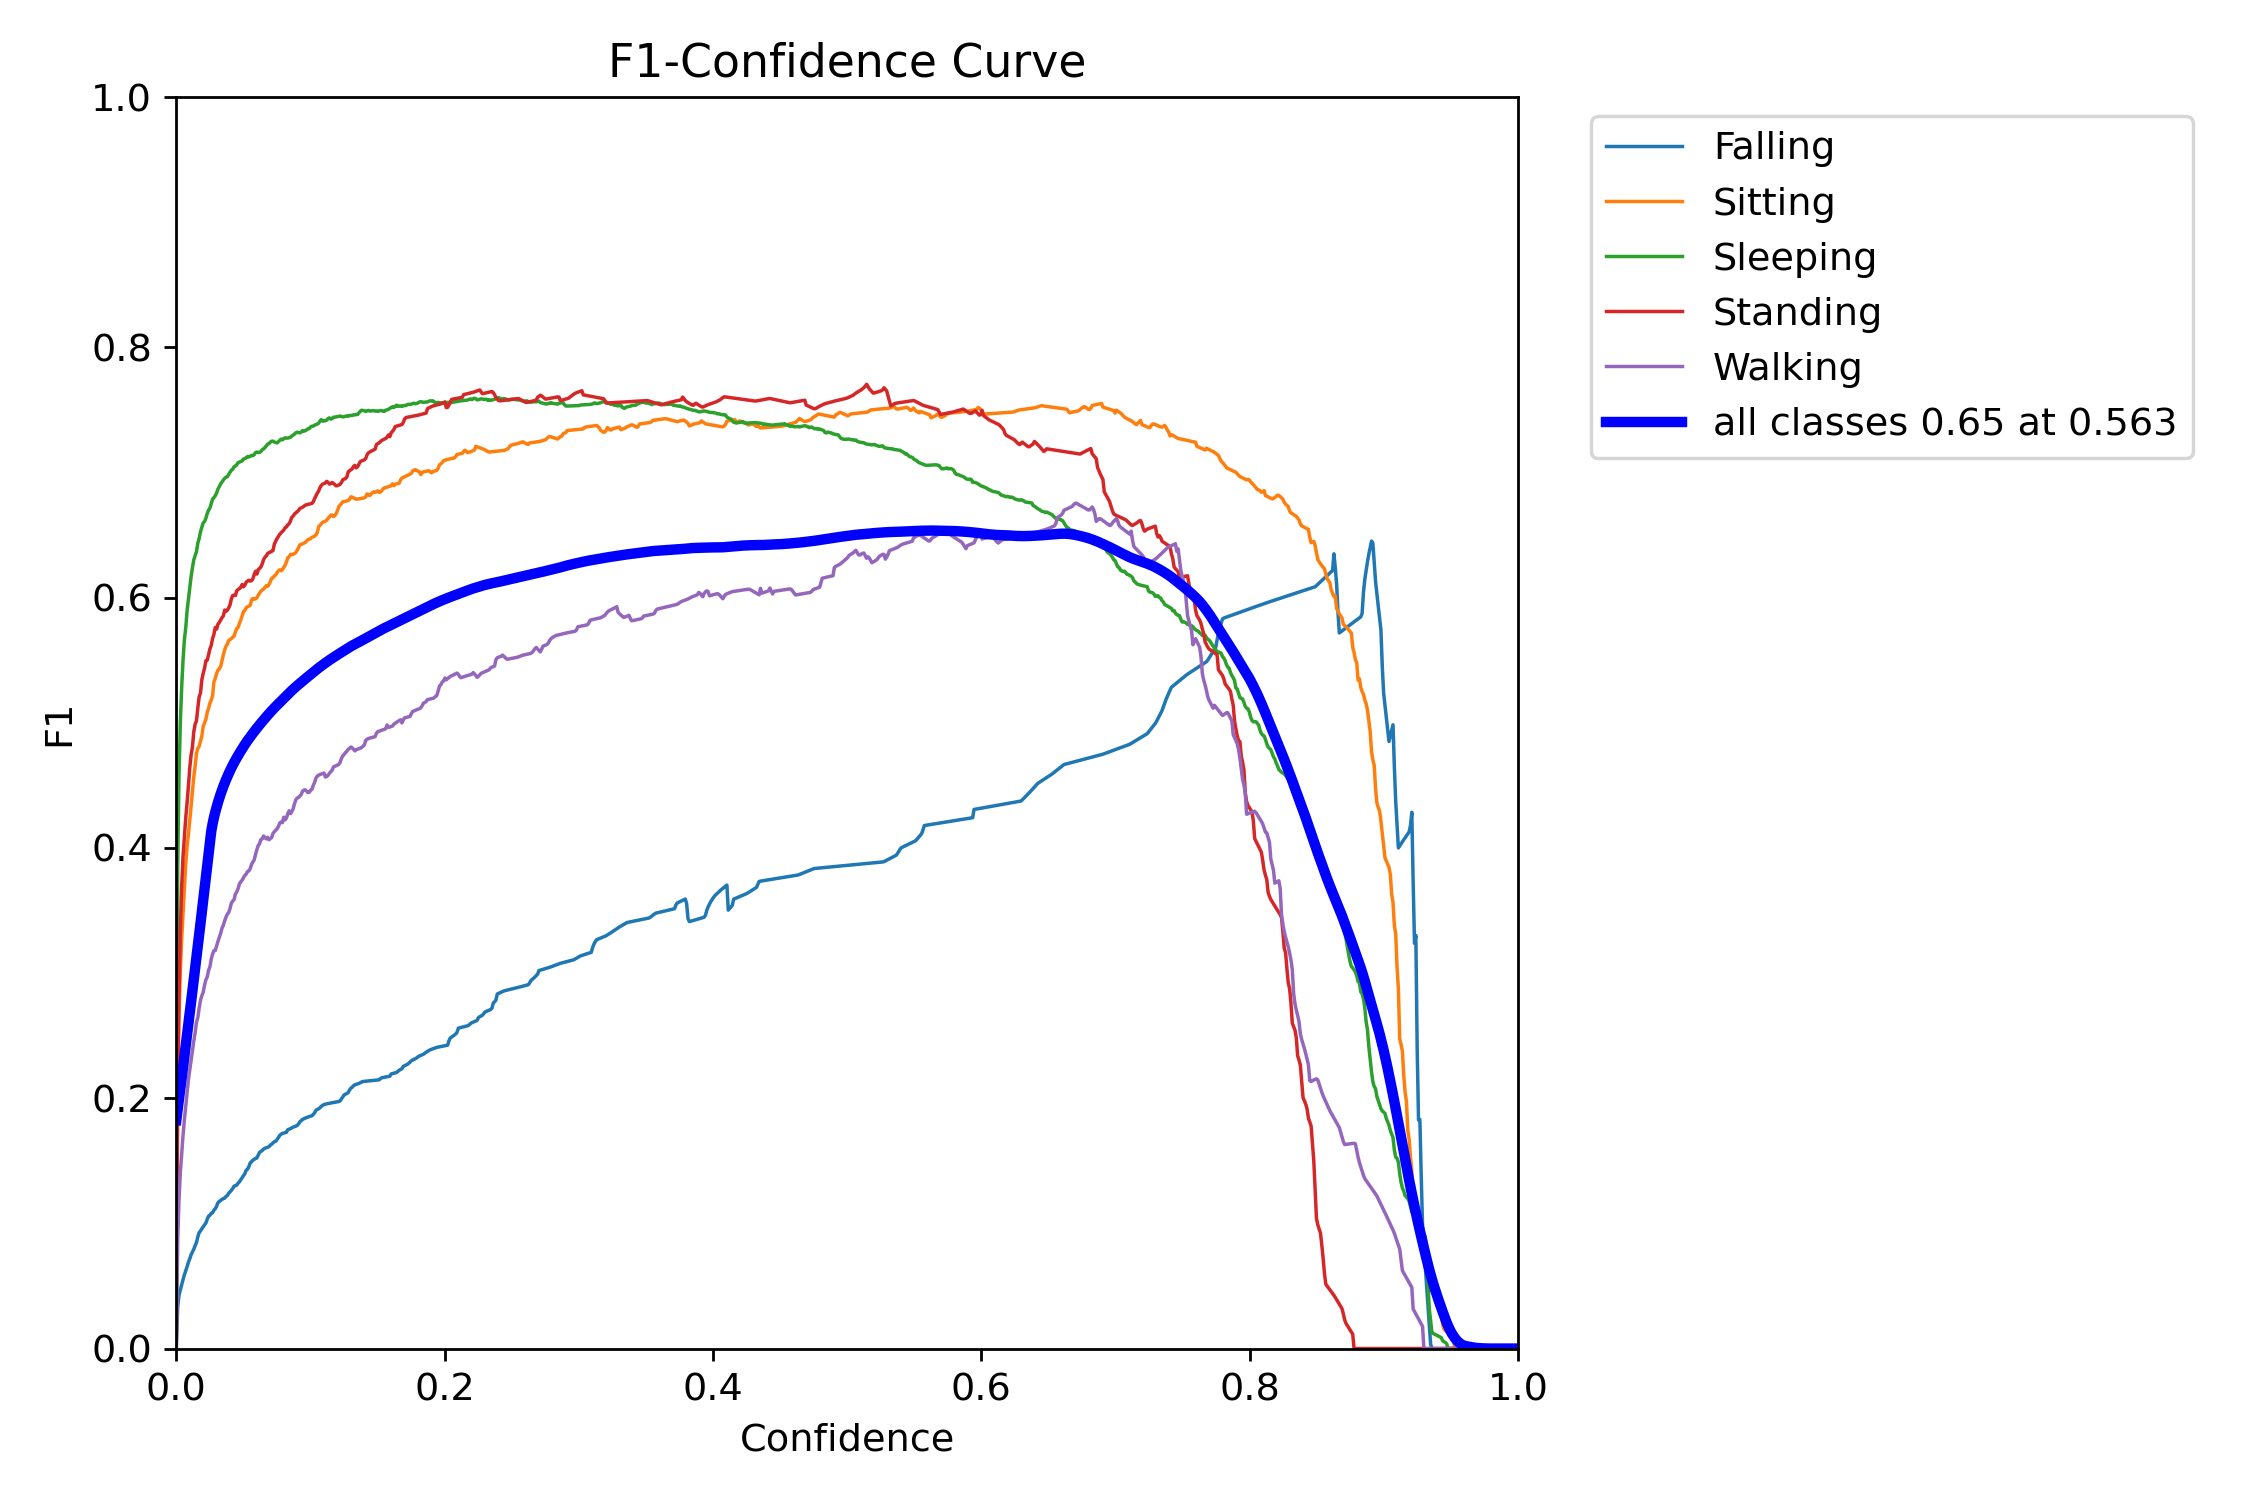 F1-Confidence Curve
1.0
0.8
0.6
0.4
0.2
0.0
F1
0.0 0.2 0.4 0.6 0.8 1.0
Confidence
Falling
Sitting
Sleeping
Standing
Walking
all classes 0.65 at 0.563